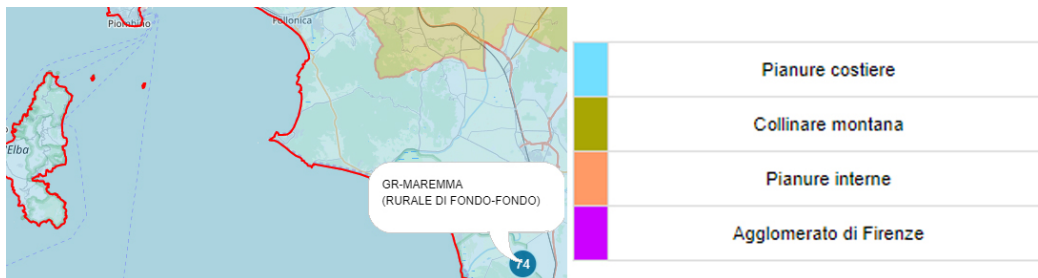 Piombino
Follonica
Elba
GR-MAREMMA
(RURALE DI FONDO-FONDO)
74
Pianure costiere
Collinare montana
Pianure interne
Agglomerato di Firenze